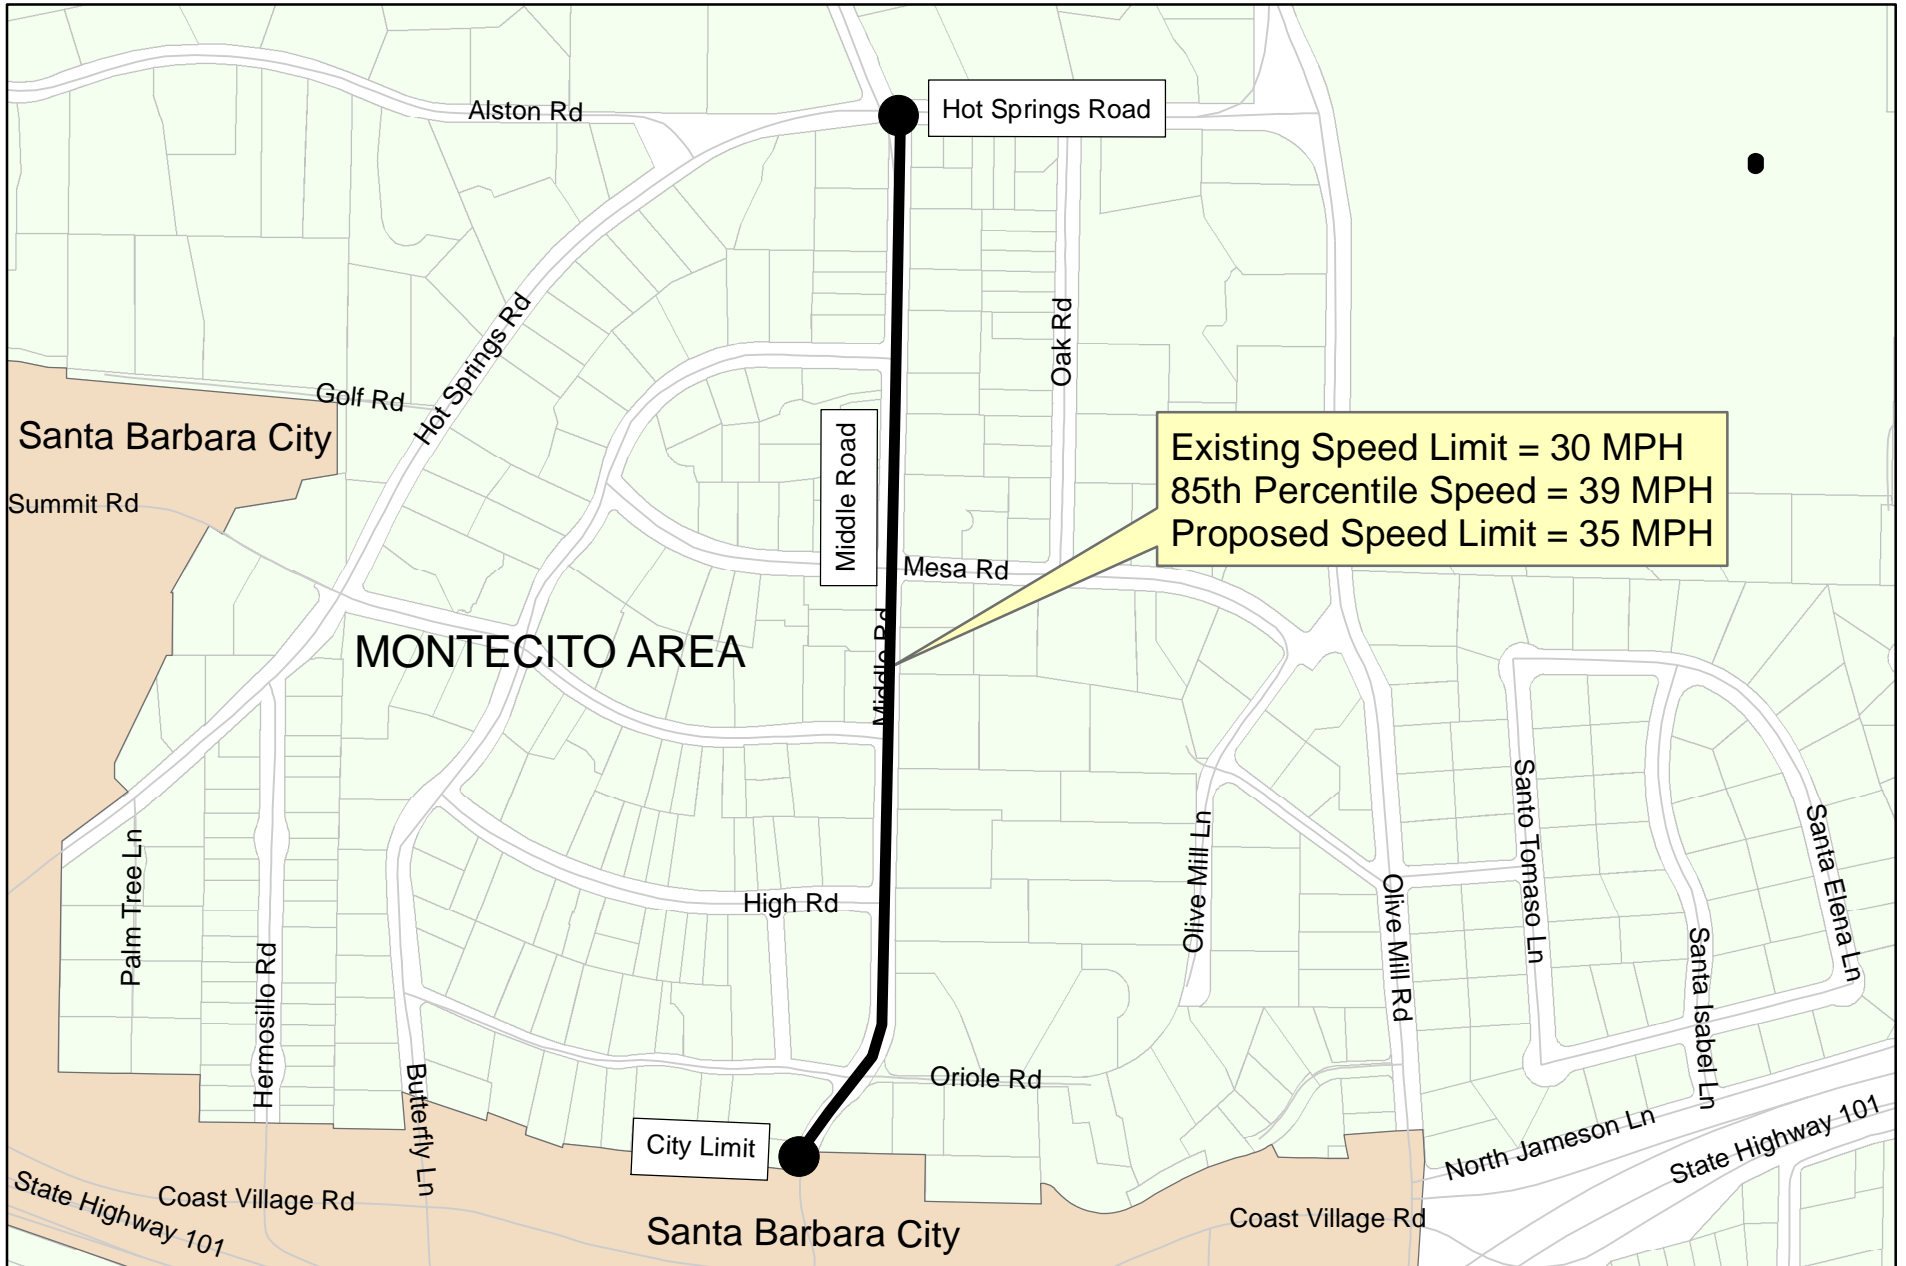 Alston Rd
Hot Springs Road
Hot Springs Rd
Oak Rd
Golf Rd
Santa Barbara City
Summit Rd
Middle Road
Existing Speed Limit = 30 MPH
85th Percentile Speed = 39 MPH
Proposed Speed Limit = 35 MPH
Mesa Rd
MONTECITO AREA
Middle Rd
Palm Tree Ln
Hermosillo Rd
High Rd
Olive Mill Ln
Olive Mill Rd
Santo Tomaso Ln
Santa Isabel Ln
Santa Elena Ln
Butterfly Ln
Oriole Rd
City Limit
North Jameson Ln
State Highway 101
State Highway 101
Coast Village Rd
Santa Barbara City
Coast Village Rd